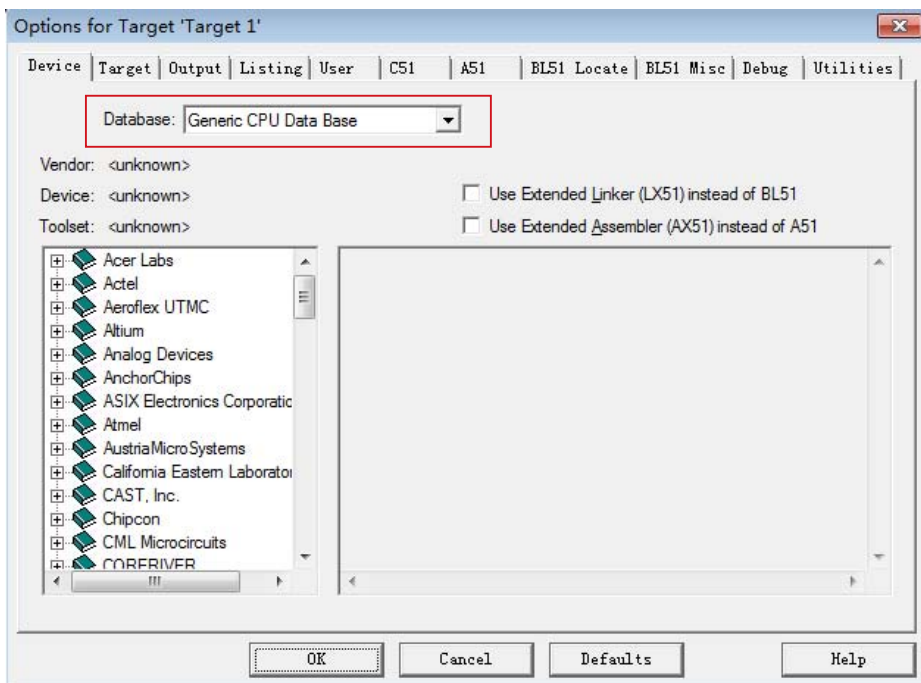 Options for Target 'Target 1'
Device Target Output Listing User C51 A51 BL51 Locate BL51 Misc Debug Utilities
Database: Generic CPU Data Base
Vendor: <unknown>
Device: <unknown>
Use Extended Linker (LX51) instead of BL51
Toolset: <unknown>
Use Extended Assembler (AX51) instead of A51
Acer Labs
Actel
Aeroflex UTMC
Altium
Analog Devices
AnchorChips
ASIX Electronics Corporatic
Atmel
AustriaMicroSystems
California Eastern Laborator
CAST, Inc.
Chipcon
CML Microcircuits
CORERIVER
OK Cancel Defaults Help